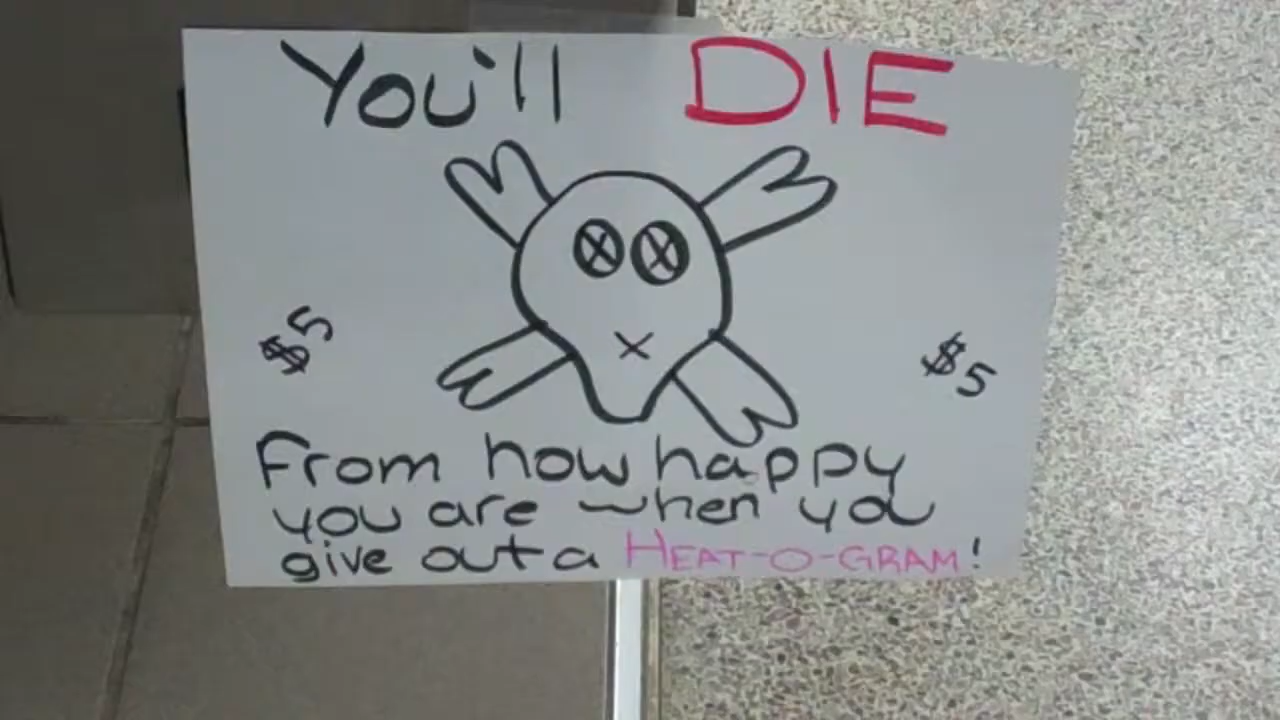 You'll DIE
$5 $5
From how happy
you are when you
give out a HEAT-O-GRAM!